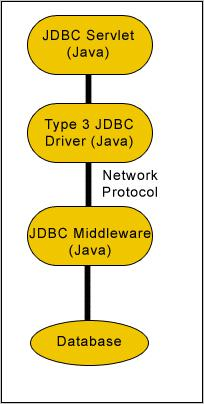 JDBC Servlet
(Java)
Type 3 JDBC
Driver (Java)
Network
Protocol
JDBC Middleware
(Java)
Database